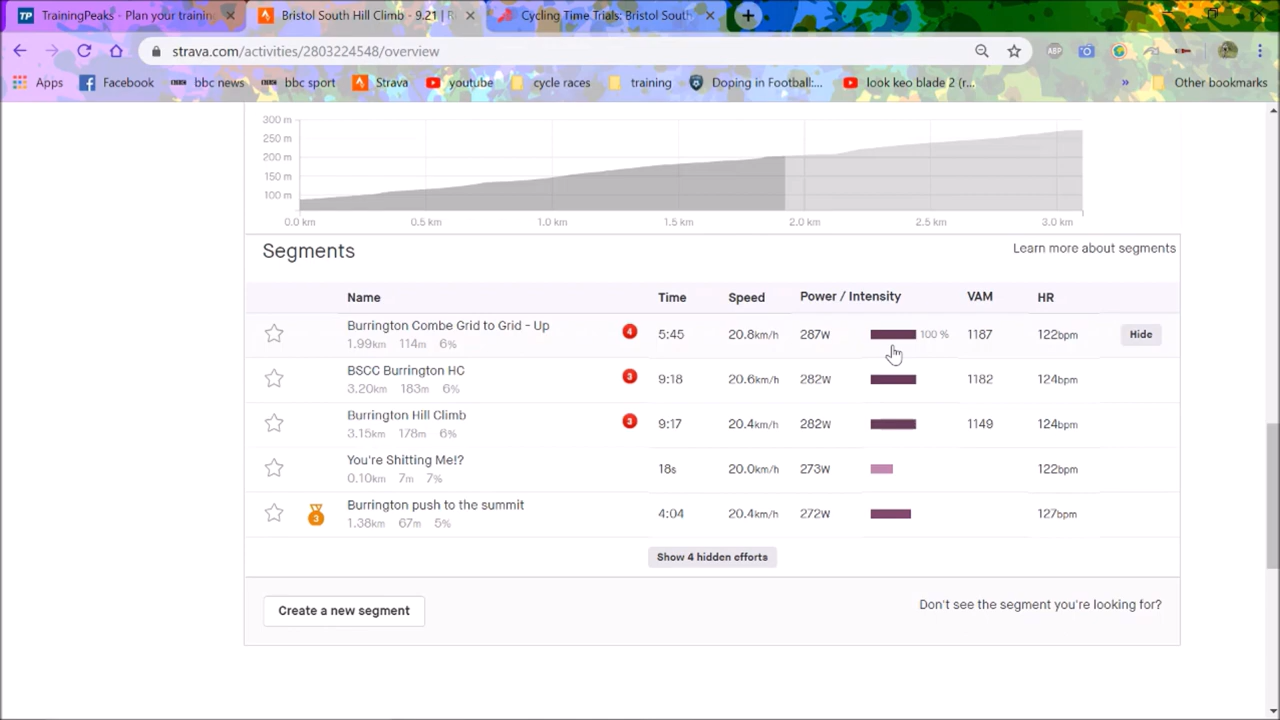 TrainingPeaks - Plan your trainin
Bristol South Hill Climb - 9.21 | R
Cycling Time Trials: Bristol South
strava.com/activities/2803224548/overview
ABP
Apps Facebook bbc news bbc sport Strava youtube cycle races training Doping in Football:... look keo blade 2 (r... » Other bookmarks
300 m
250 m
200 m
150 m
100 m
0.0 km 0.5 km 1.0 km 1.5 km 2.0 km 2.5 km 3.0 km
Segments
Learn more about segments
Name Time Speed Power / Intensity VAM HR
Burrington Combe Grid to Grid - Up 4 5:45 20.8km/h 287W 100 % 1187 122bpm Hide
1.99km 114m 6%
BSCC Burrington HC 3 9:18 20.6km/h 282W 1182 124bpm
3.20km 183m 6%
Burrington Hill Climb 3 9:17 20.4km/h 282W 1149 124bpm
3.15km 178m 6%
You're Shitting Me!? 18s 20.0km/h 273W 122bpm
0.10km 7m 7%
Burrington push to the summit 3 4:04 20.4km/h 272W 127bpm
1.38km 67m 5%
Show 4 hidden efforts
Create a new segment
Don't see the segment you're looking for?